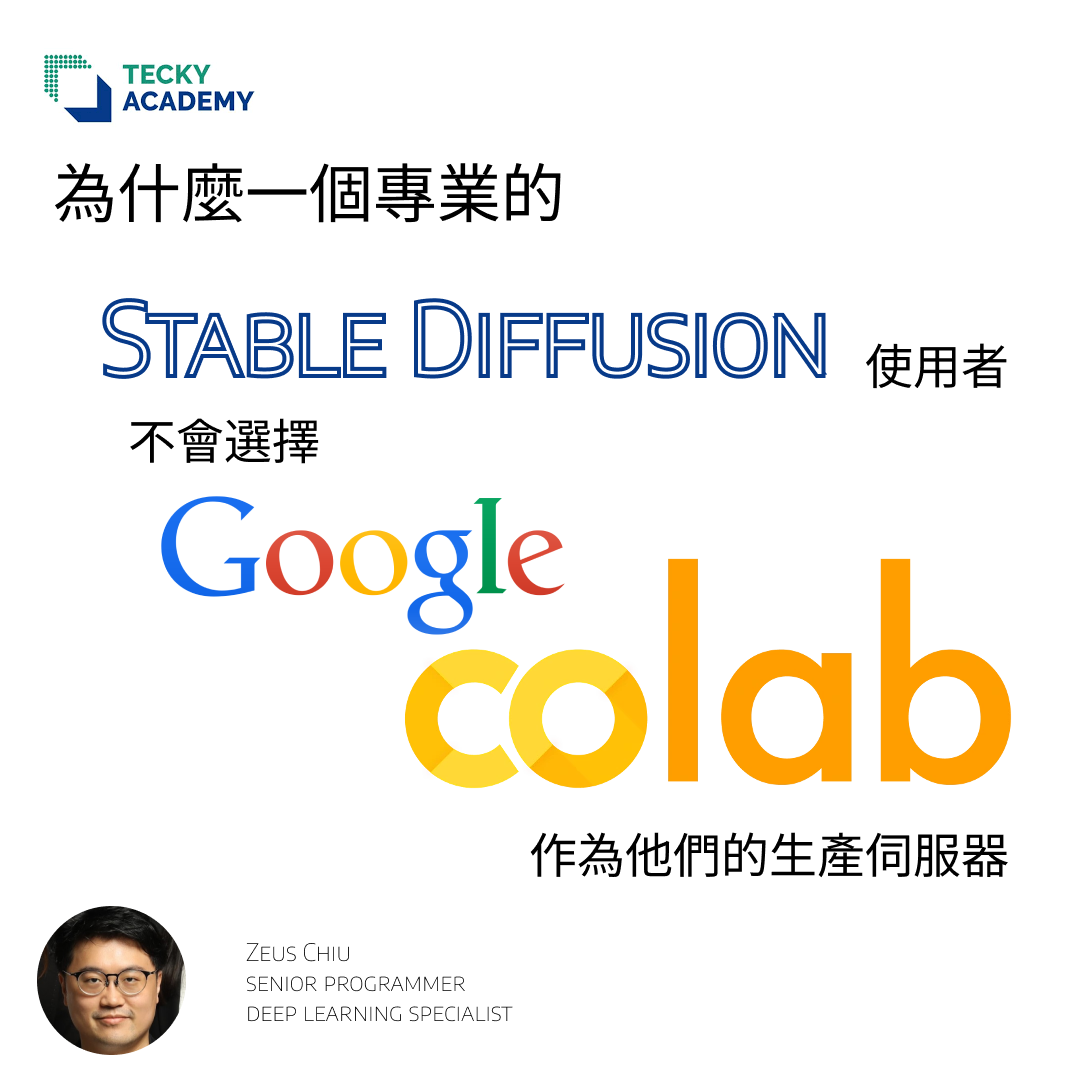 TECKY
ACADEMY
為什麼一個專業的
STABLE DIFFUSION 使用者
不會選擇
Google
colab
作為他們的生產伺服器
ZEUS CHIU
SENIOR PROGRAMMER
DEEP LEARNING SPECIALIST